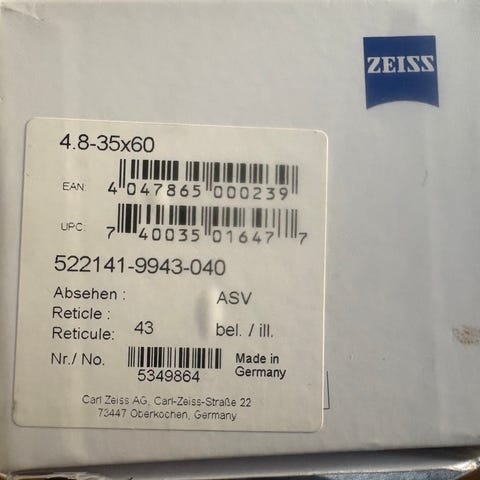 ZEISS
4.8-35x60
EAN: 4 047865 000239
UPC: 7 40035 01647 7
522141-9943-040
Absehen : ASV
Reticle :
Reticule: 43 bel. / ill.
Nr./ No. 5349864 Made in
Germany
Carl Zeiss AG, Carl-Zeiss-Straße 22
73447 Oberkochen, Germany